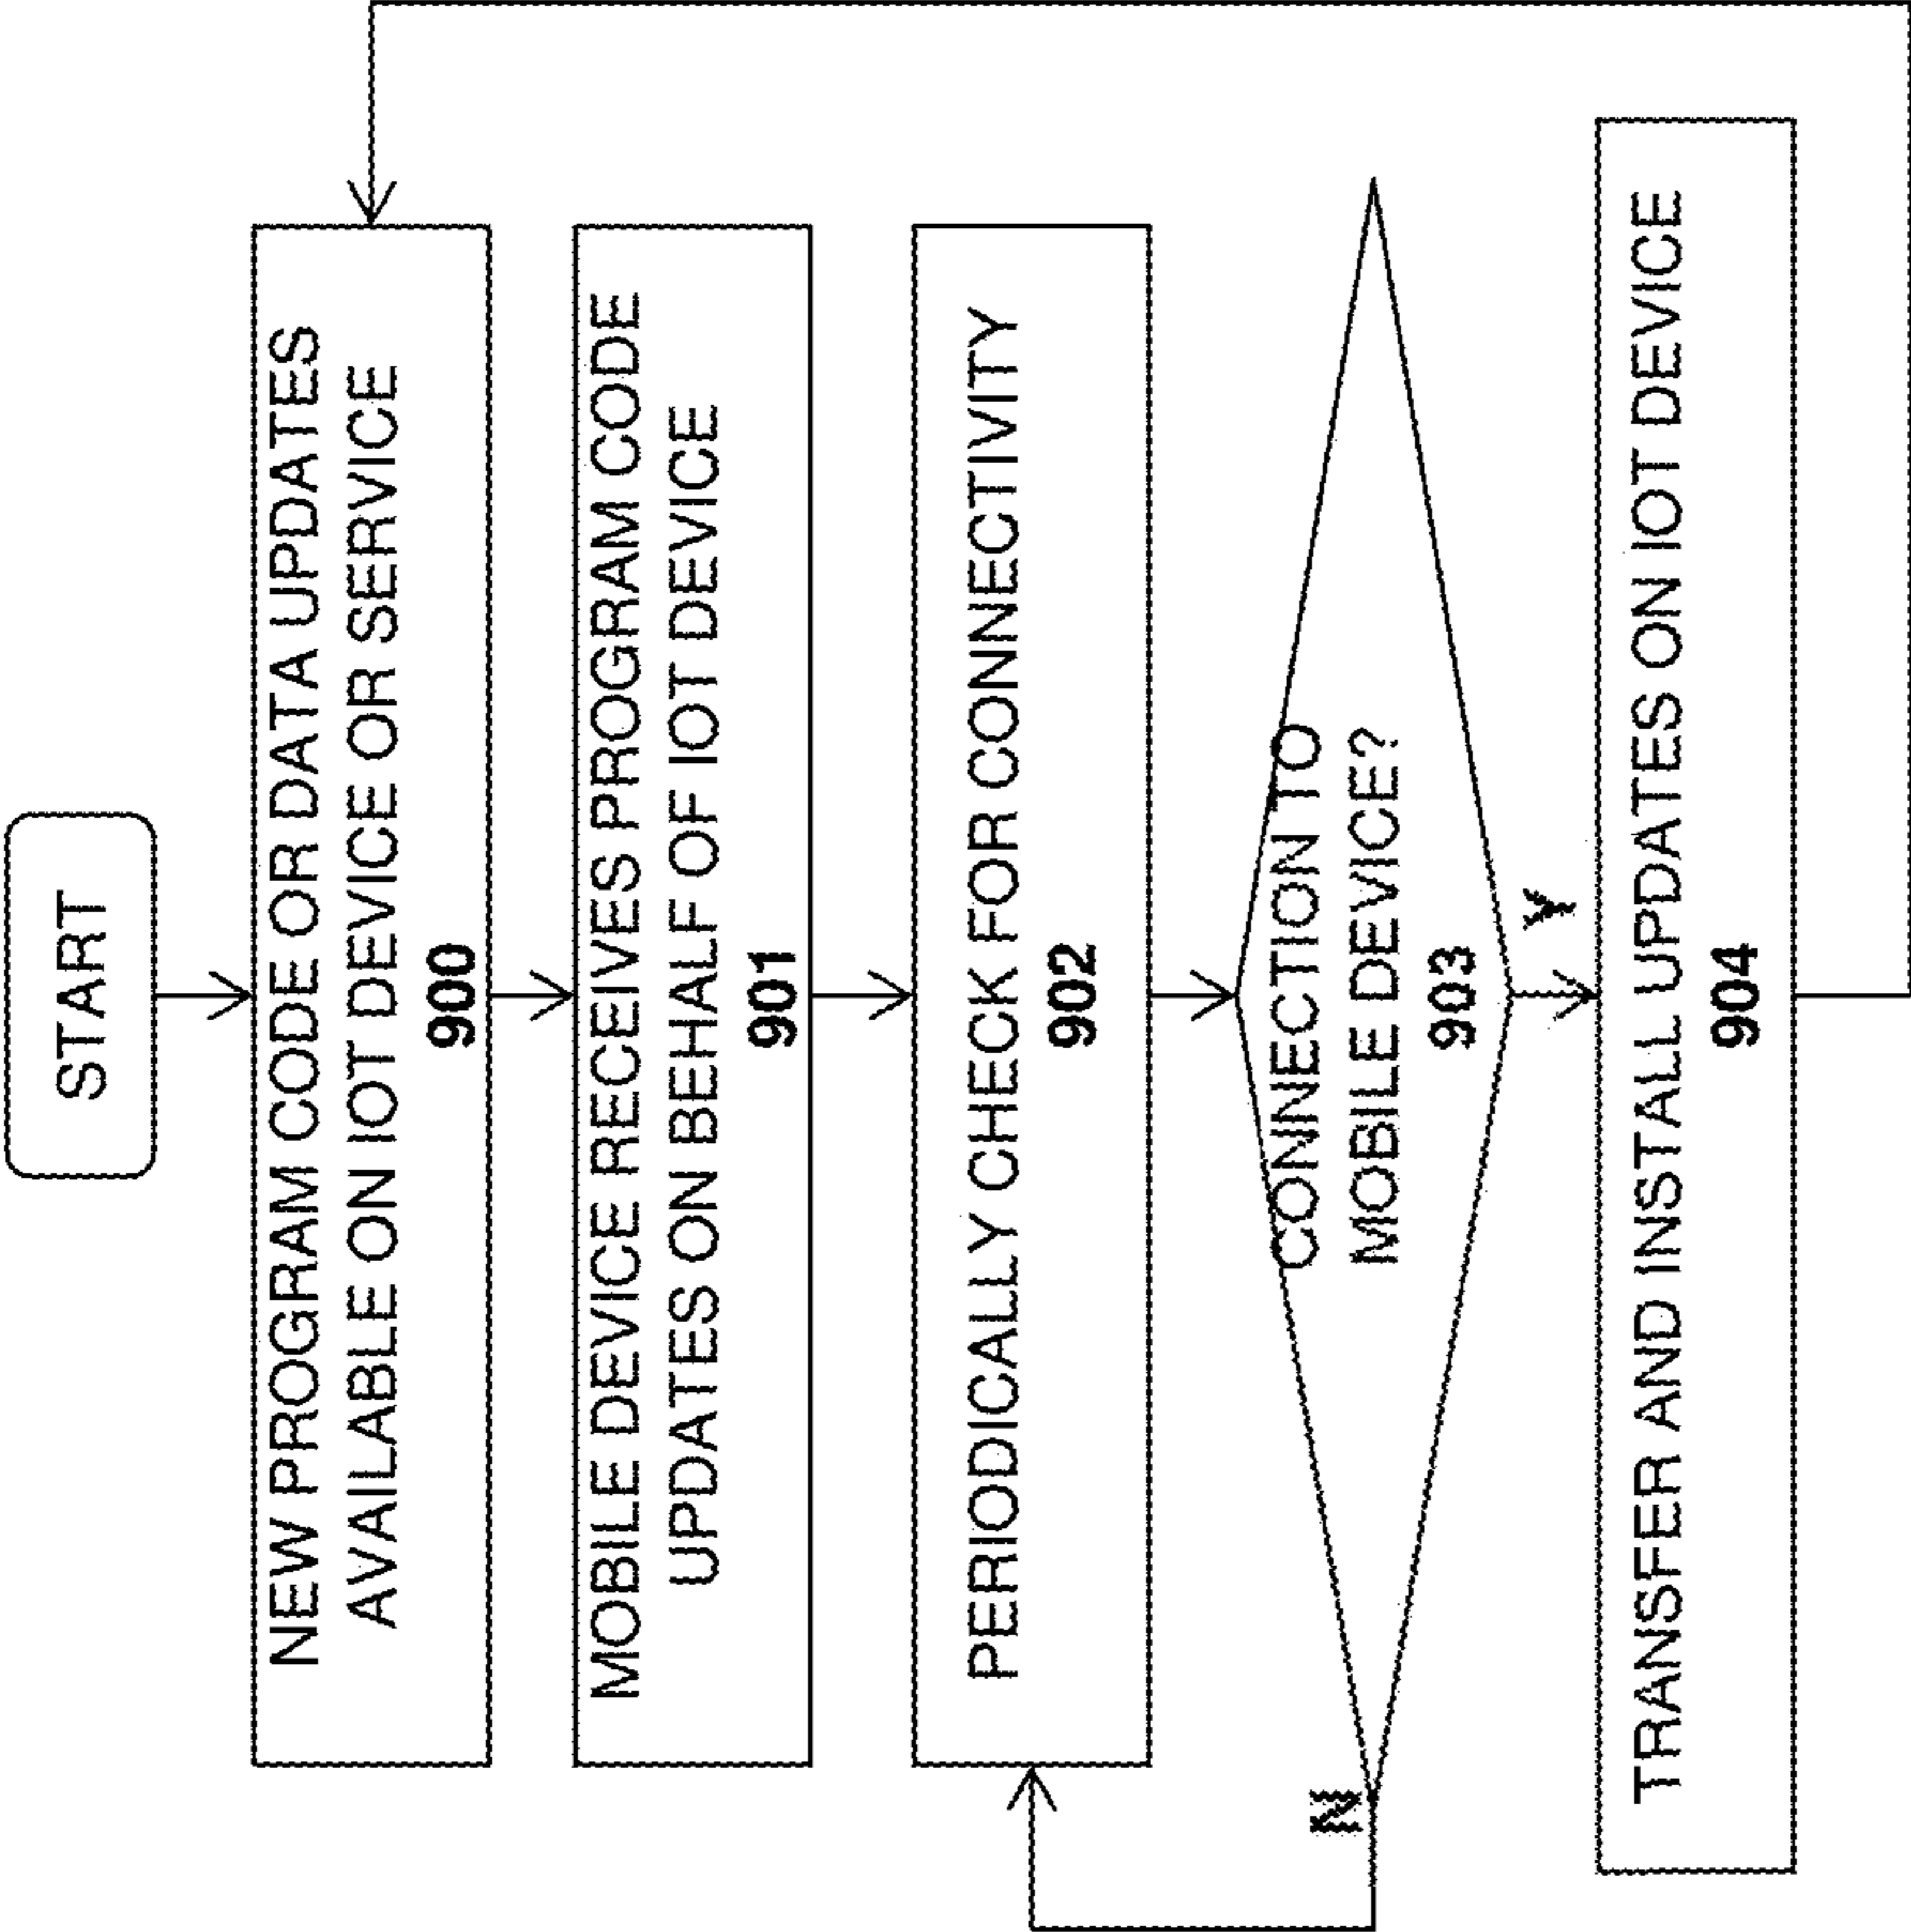 START
NEW PROGRAM CODE OR DATA UPDATES
AVAILABLE ON IOT DEVICE OR SERVICE
900
MOBILE DEVICE RECEIVES PROGRAM CODE
UPDATES ON BEHALF OF IOT DEVICE
901
PERIODICALLY CHECK FOR CONNECTIVITY
902
CONNECTION TO
MOBILE DEVICE?
903
N
Y
TRANSFER AND INSTALL UPDATES ON IOT DEVICE
904